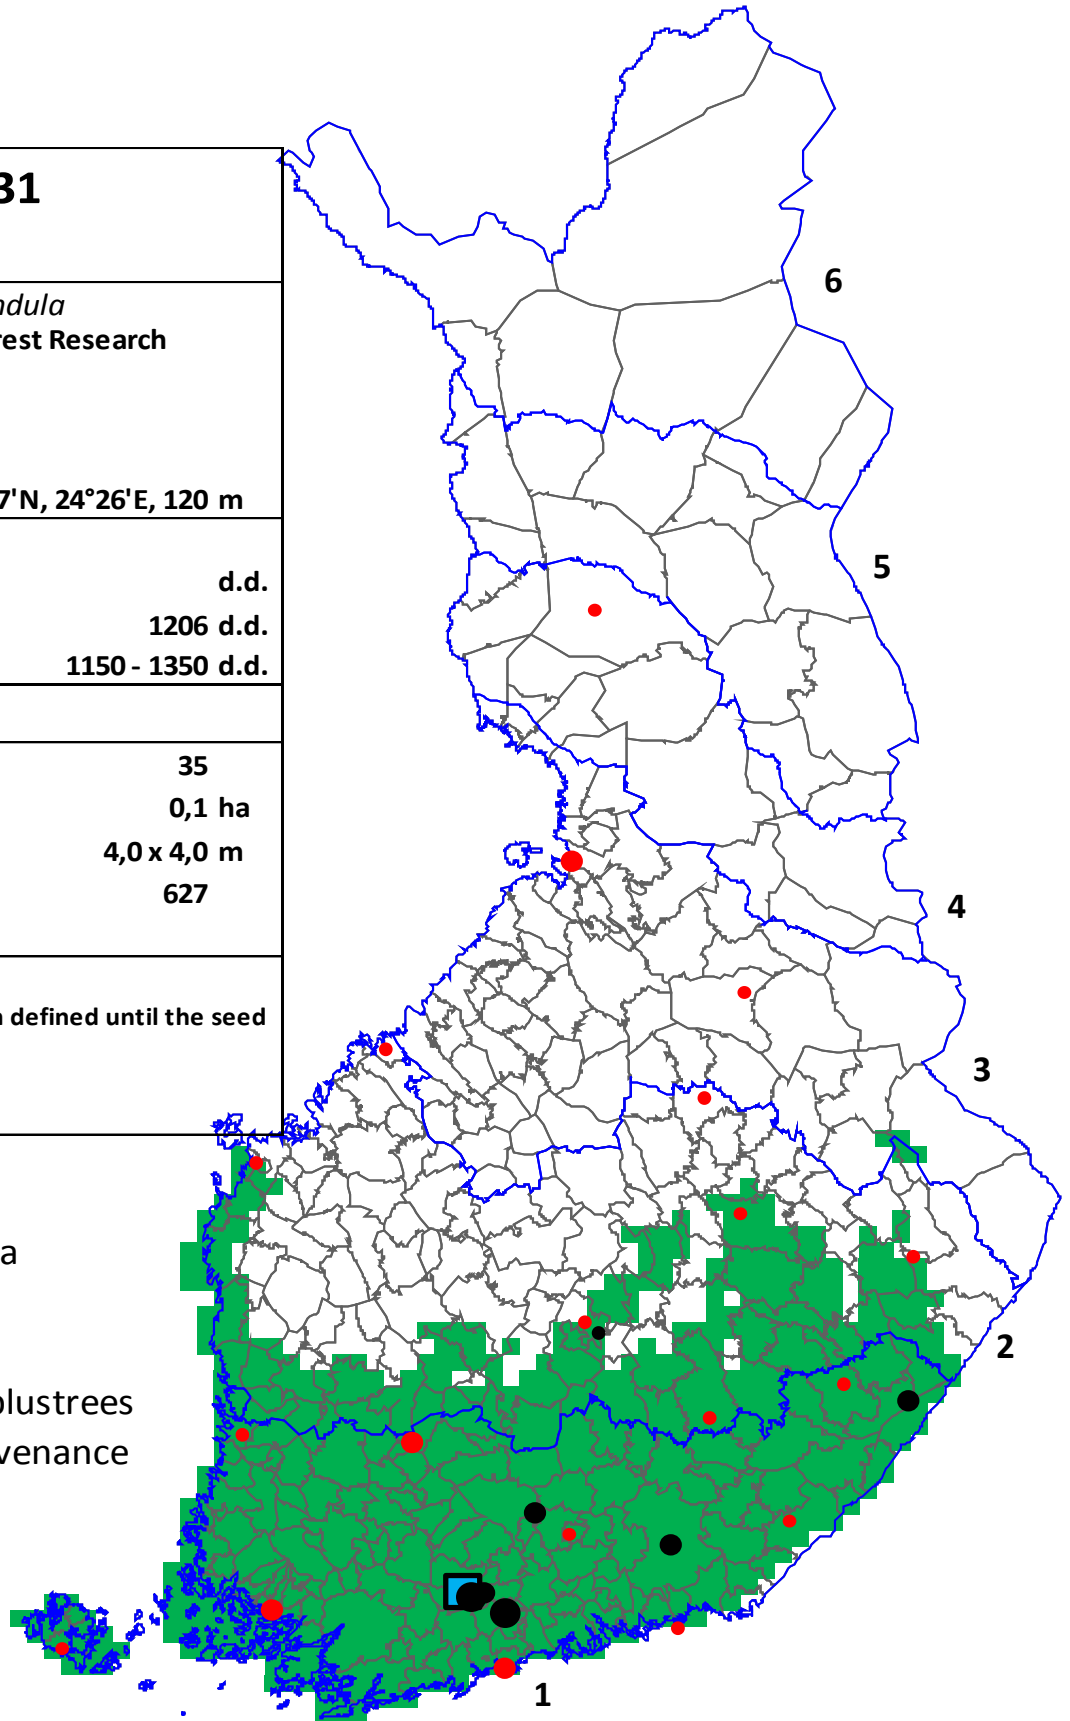 31
ndula
rest Research
7'N, 24°26'E, 120 m
d.d.
1206 d.d.
1150 - 1350 d.d.
35
0,1 ha
4,0 x 4,0 m
627
n defined until the seed
a
plustrees
venance
6
5
4
3
2
1